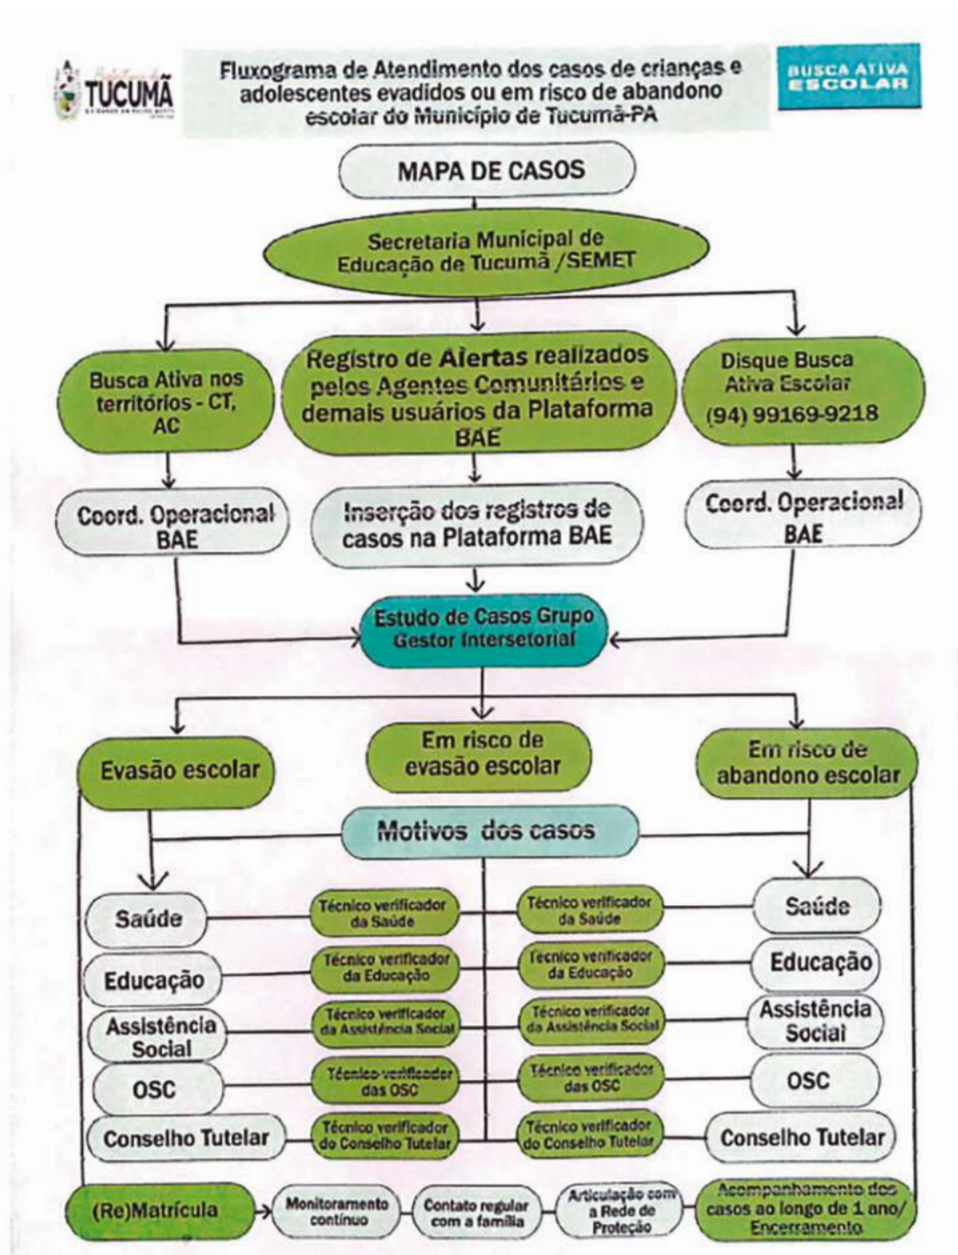 Prefeitura de
TUCUMÃ
Fluxograma de Atendimento dos casos de crianças e
adolescentes evadidos ou em risco de abandono
escolar do Município de Tucumã-PA
BUSCA ATIVA
ESCOLAR
MAPA DE CASOS
Secretaria Municipal de
Educação de Tucumã /SEMET
Busca Ativa nos
territórios - CT,
AC
Registro de Alertas realizados
pelos Agentes Comunitários e
demais usuários da Plataforma
BAE
Disque Busca
Ativa Escolar
(94) 99169-9218
Coord. Operacional
BAE
Inserção dos registros de
casos na Plataforma BAE
Coord. Operacional
BAE
Estudo de Casos Grupo
Gestor Intersetorial
Evasão escolar
Em risco de
evasão escolar
Em risco de
abandono escolar
Motivos dos casos
Saúde
Técnico verificador
da Saúde
Técnico verificador
da Saúde
Saúde
Educação
Técnico verificador
da Educação
Técnico verificador
da Educação
Educação
Assistência
Social
Técnico verificador
da Assistência Social
Técnico verificador
da Assistência Social
Assistência
Social
OSC
Técnico verificador
das OSC
Técnico verificador
das OSC
OSC
Conselho Tutelar
Técnico verificador
do Conselho Tutelar
Técnico verificador
do Conselho Tutelar
Conselho Tutelar
(Re)Matrícula
Monitoramento
contínuo
Contato regular
com a família
Articulação com
a Rede de
Proteção
Acompanhamento dos
casos ao longo de 1 ano/
Encerramento